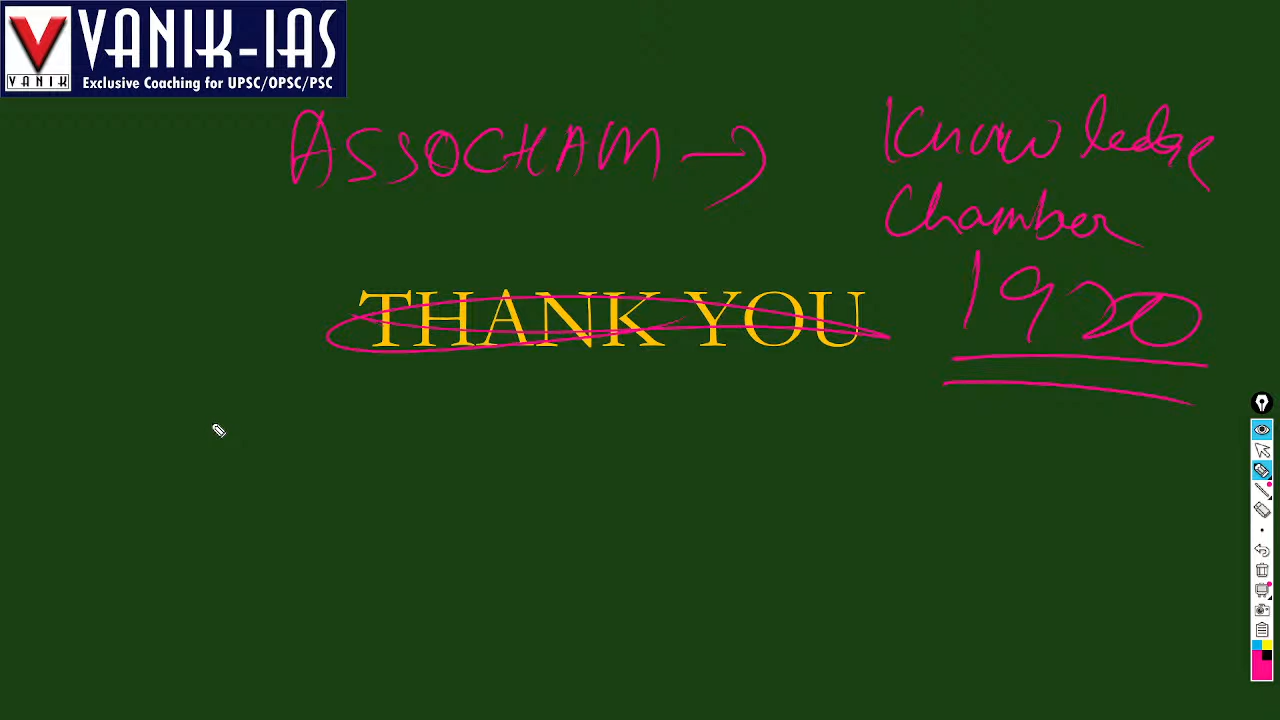 VANIK-IAS
VANIK
Exclusive Coaching for UPSC/OPSC/PSC
ASSOCHAM → Knowledge
Chamber
1920
THANK YOU